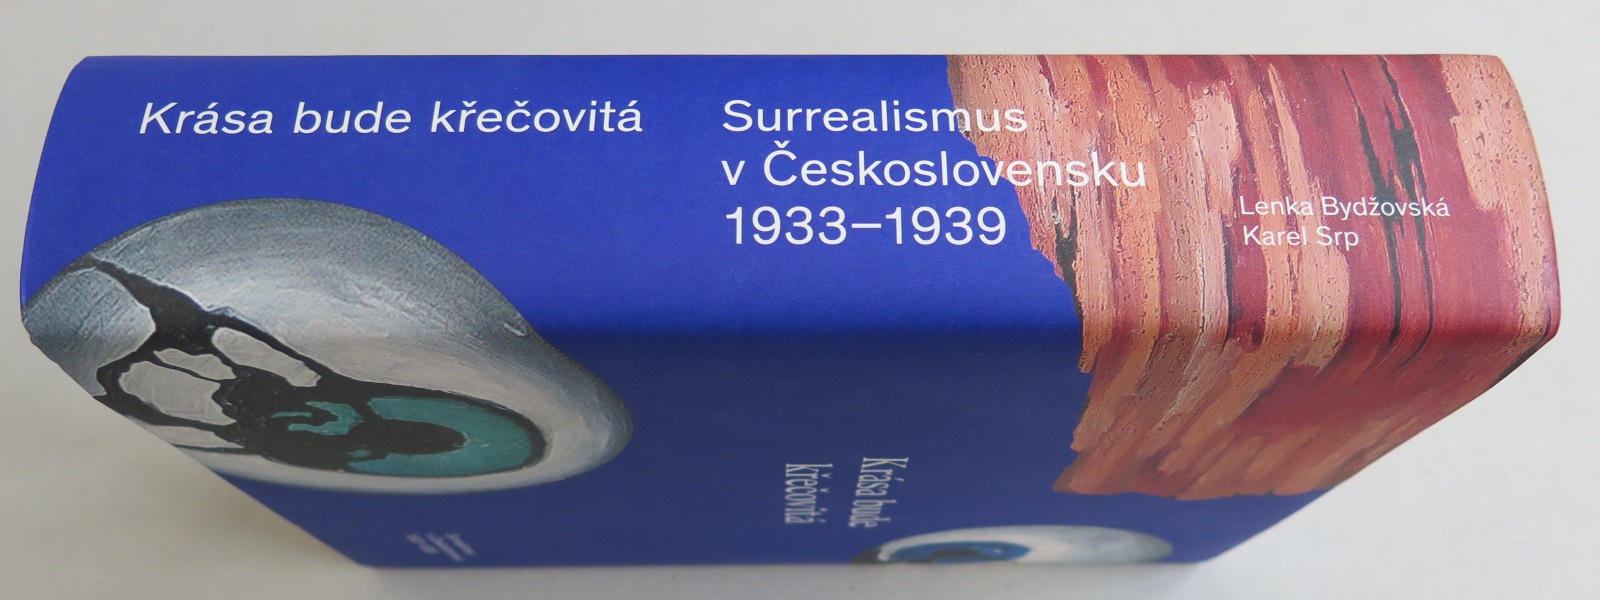 Krása bude křečovitá
Surrealismus
v Československu
1933–1939
Lenka Bydžovská
Karel Srp
Krása bude
křečovitá